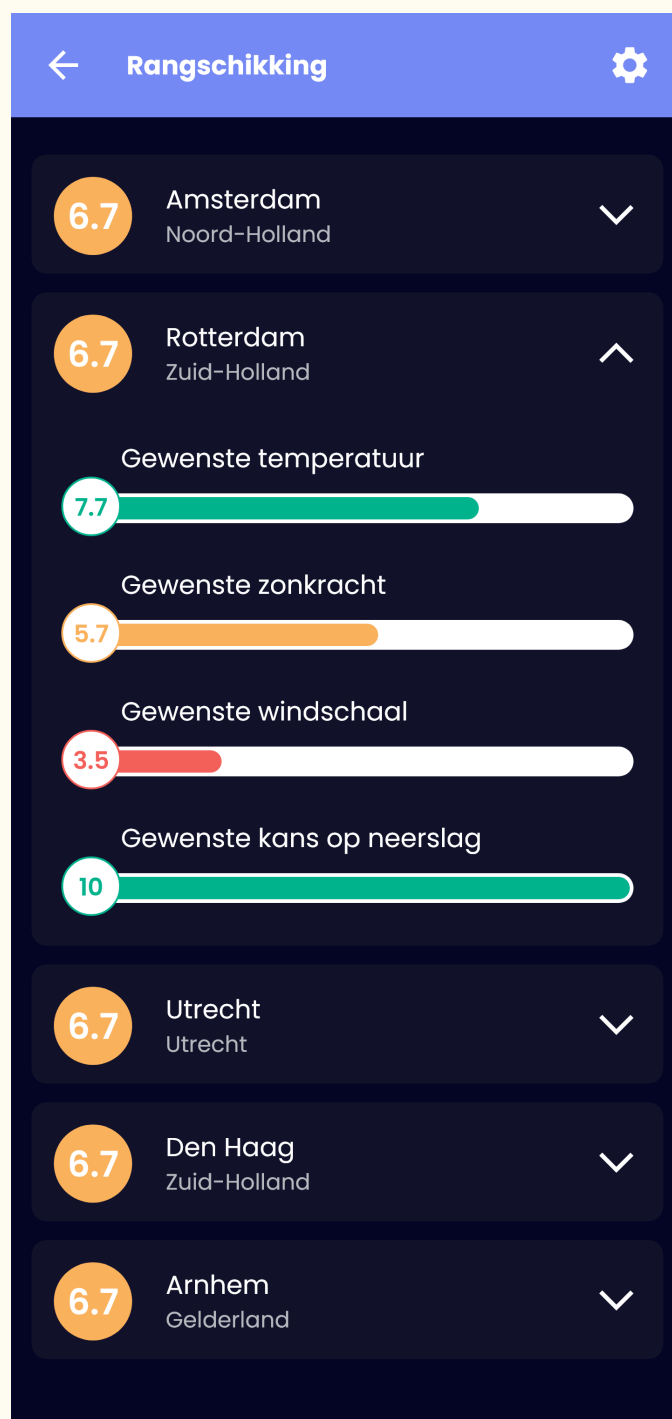 Rangschikking
6.7
Amsterdam
Noord-Holland
6.7
Rotterdam
Zuid-Holland
Gewenste temperatuur
7.7
Gewenste zonkracht
5.7
Gewenste windschaal
3.5
Gewenste kans op neerslag
10
6.7
Utrecht
Utrecht
6.7
Den Haag
Zuid-Holland
6.7
Arnhem
Gelderland